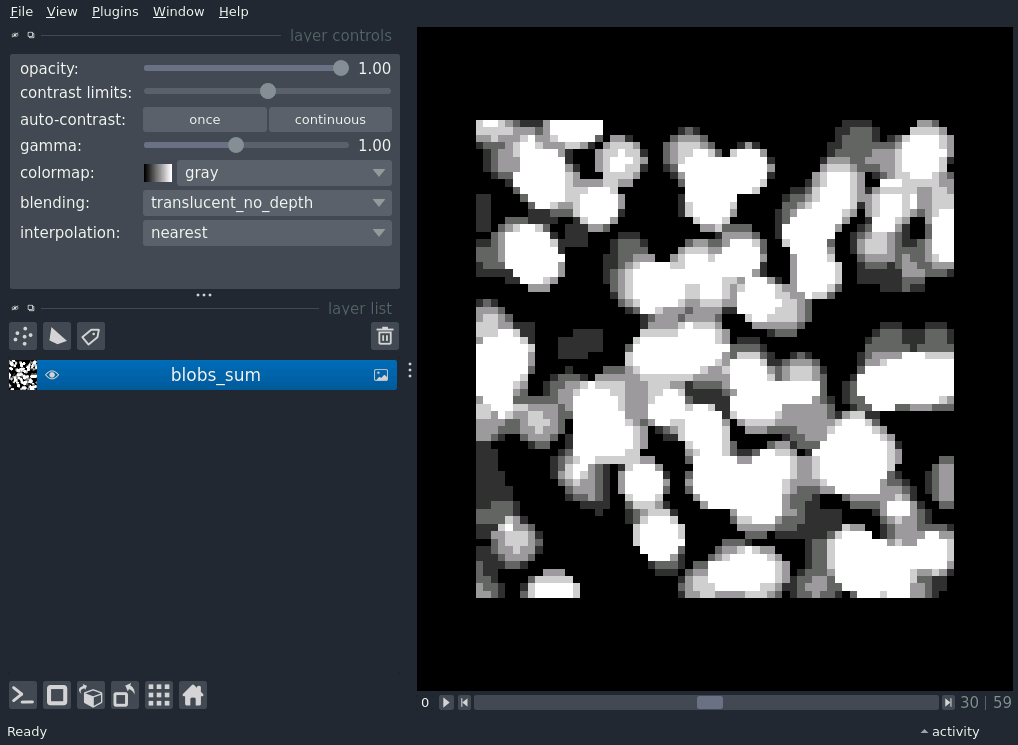 File View Plugins Window Help
layer controls
opacity: 1.00
contrast limits:
auto-contrast: once continuous
gamma: 1.00
colormap: gray
blending: translucent_no_depth
interpolation: nearest
layer list
blobs_sum
0 30 | 59
Ready activity